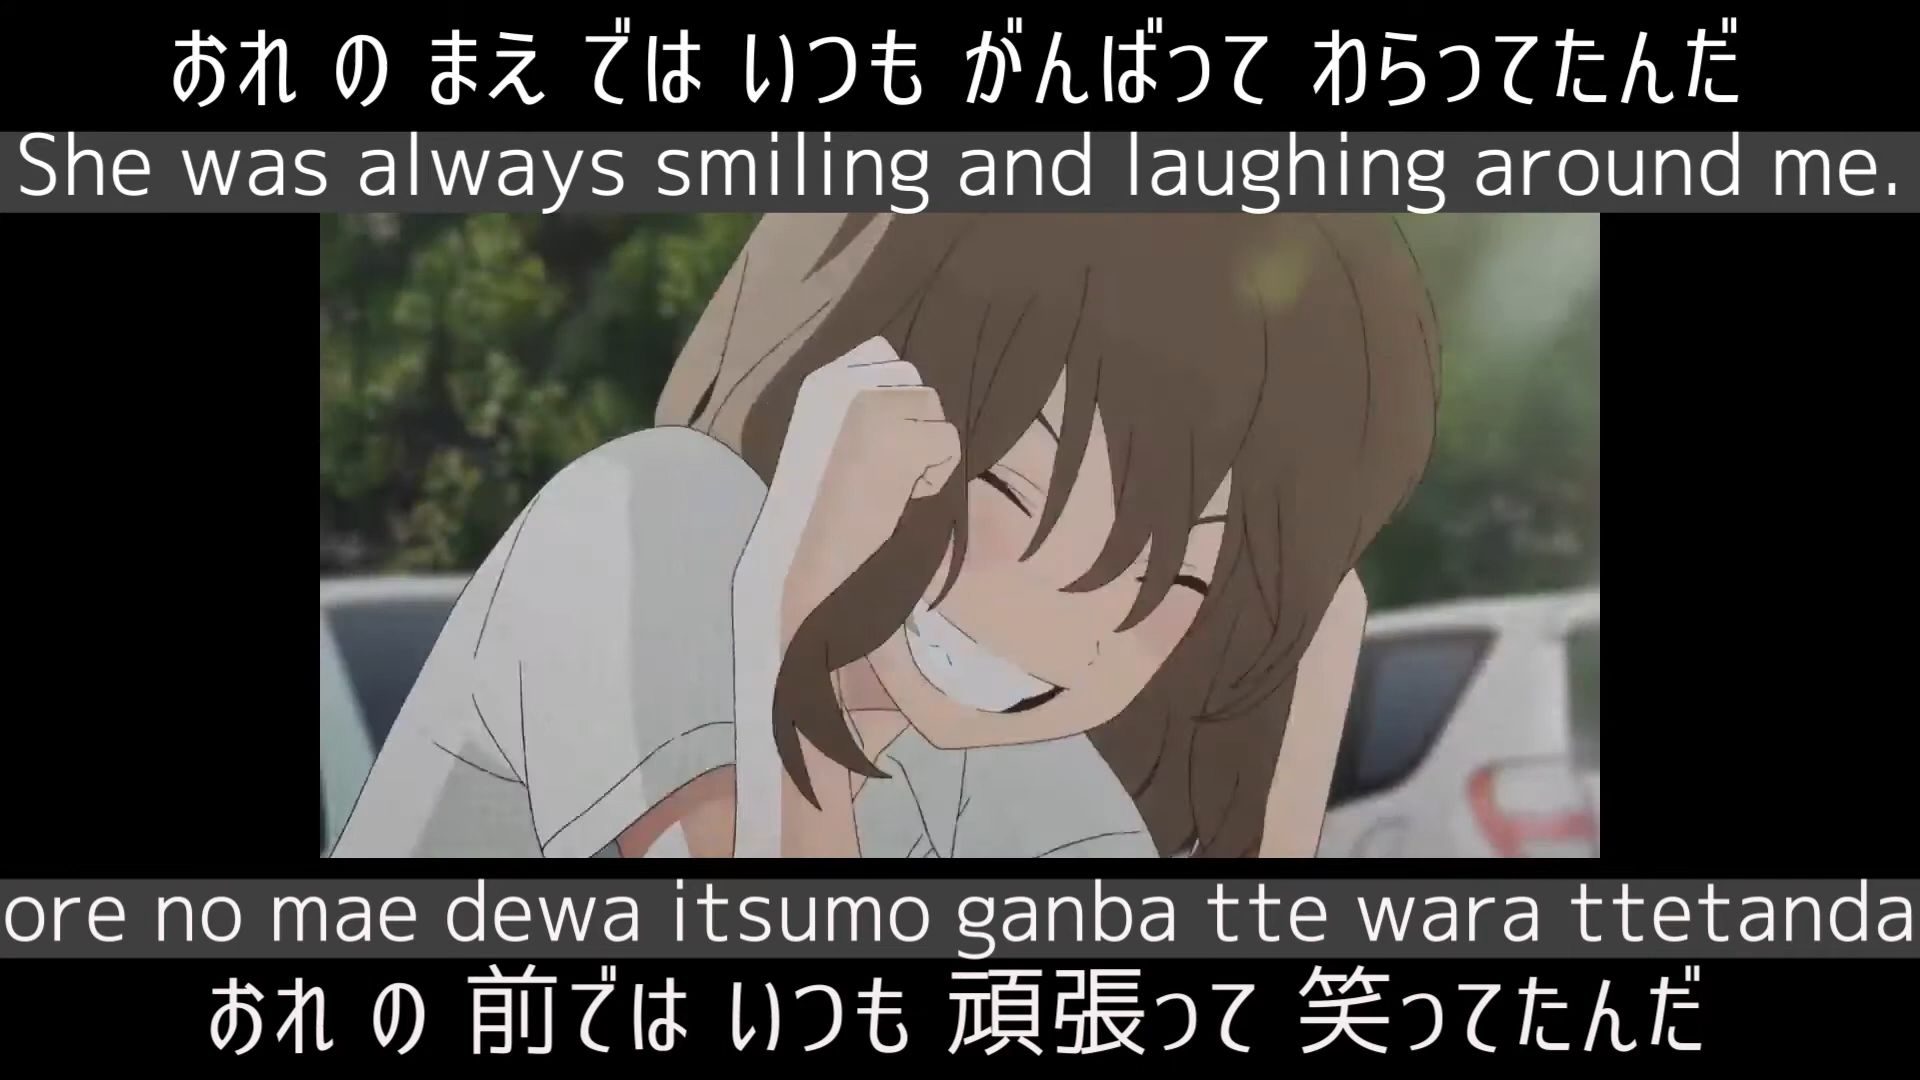 おれ の まえ では いつも がんばって わらってたんだ
She was always smiling and laughing around me.
ore no mae dewa itsumo ganba tte wara ttetanda
おれ の 前では いつも 頑張って 笑ってたんだ